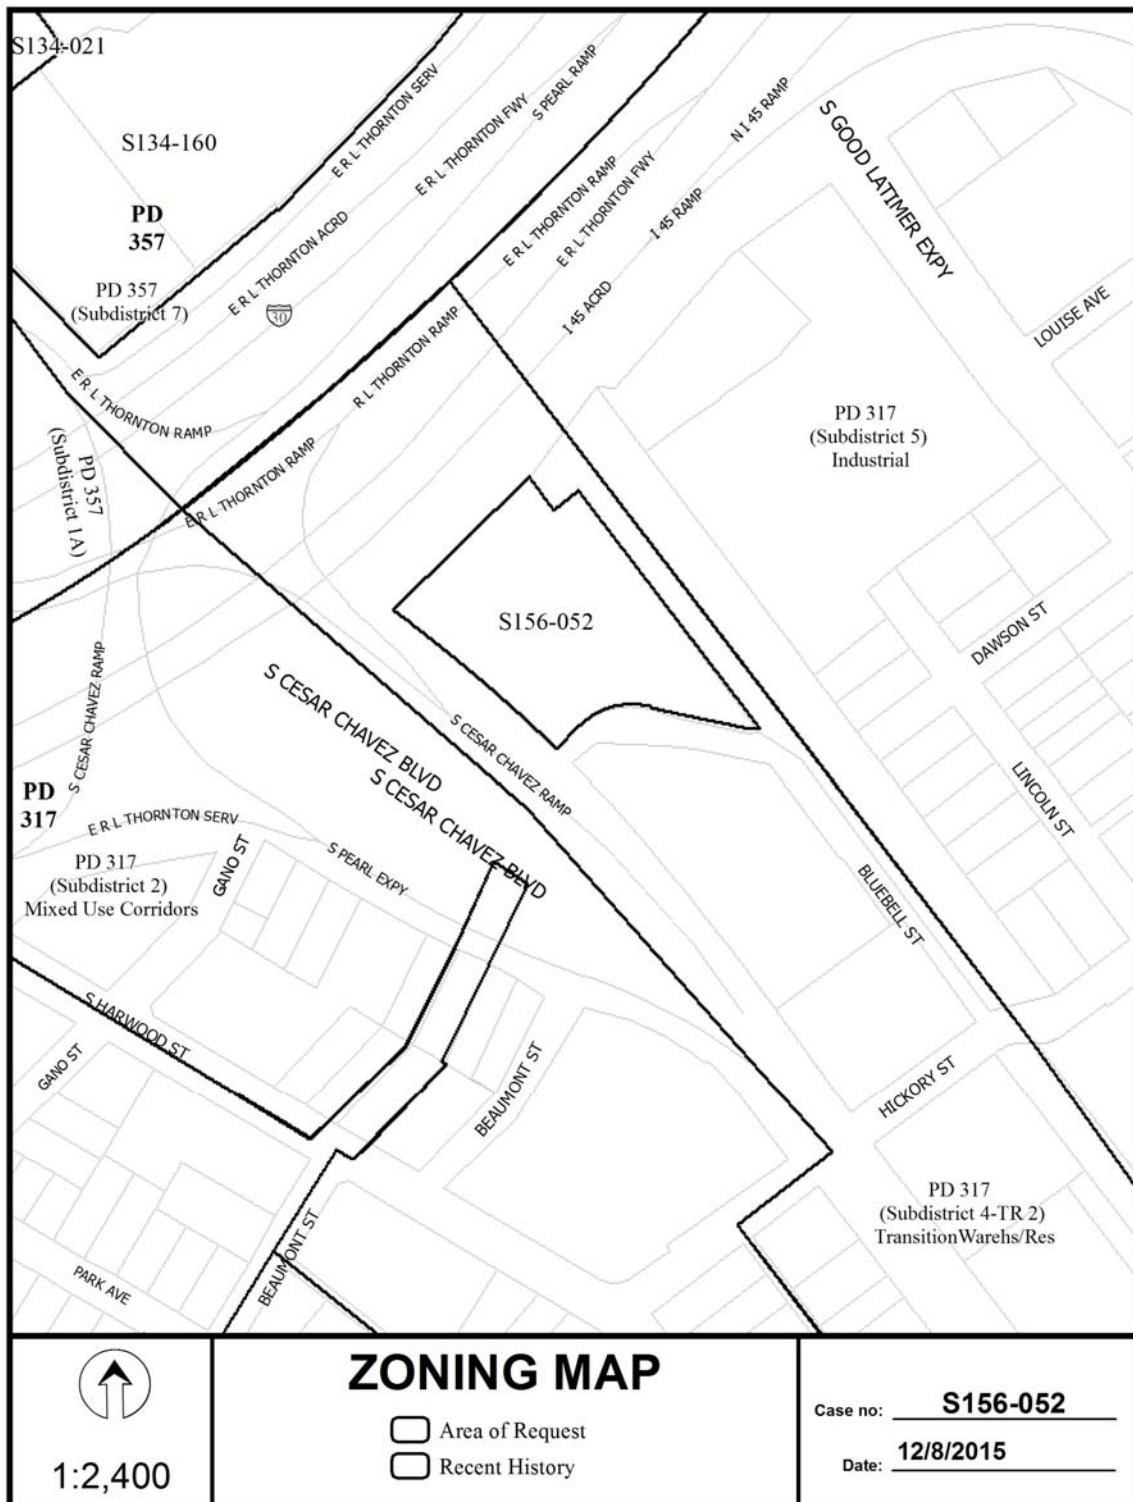 S134-021
S134-160
PD
357
PD 357
(Subdistrict 7)
E R L THORNTON SERV
E R L THORNTON FWY
S PEARL RAMP
E R L THORNTON ACRD
30
E R L THORNTON RAMP
E R L THORNTON FWY
N I 45 RAMP
I 45 RAMP
I 45 ACRD
S GOOD LATIMER EXPY
LOUISE AVE
R L THORNTON RAMP
E R L THORNTON RAMP
E R L THORNTON RAMP
PD 357
(Subdistrict 1A)
PD 317
(Subdistrict 5)
Industrial
S156-052
DAWSON ST
LINCOLN ST
S CESAR CHAVEZ RAMP
S CESAR CHAVEZ BLVD
S CESAR CHAVEZ BLVD
S CESAR CHAVEZ RAMP
PD
317
E R L THORNTON SERV
PD 317
(Subdistrict 2)
Mixed Use Corridors
GANO ST
S PEARL EXPY
BLUEBELL ST
S HARWOOD ST
GANO ST
BEAUMONT ST
HICKORY ST
PD 317
(Subdistrict 4-TR 2)
TransitionWarehs/Res
BEAUMONT ST
PARK AVE
1:2,400
ZONING MAP
Area of Request
Recent History
Case no: S156-052
Date: 12/8/2015